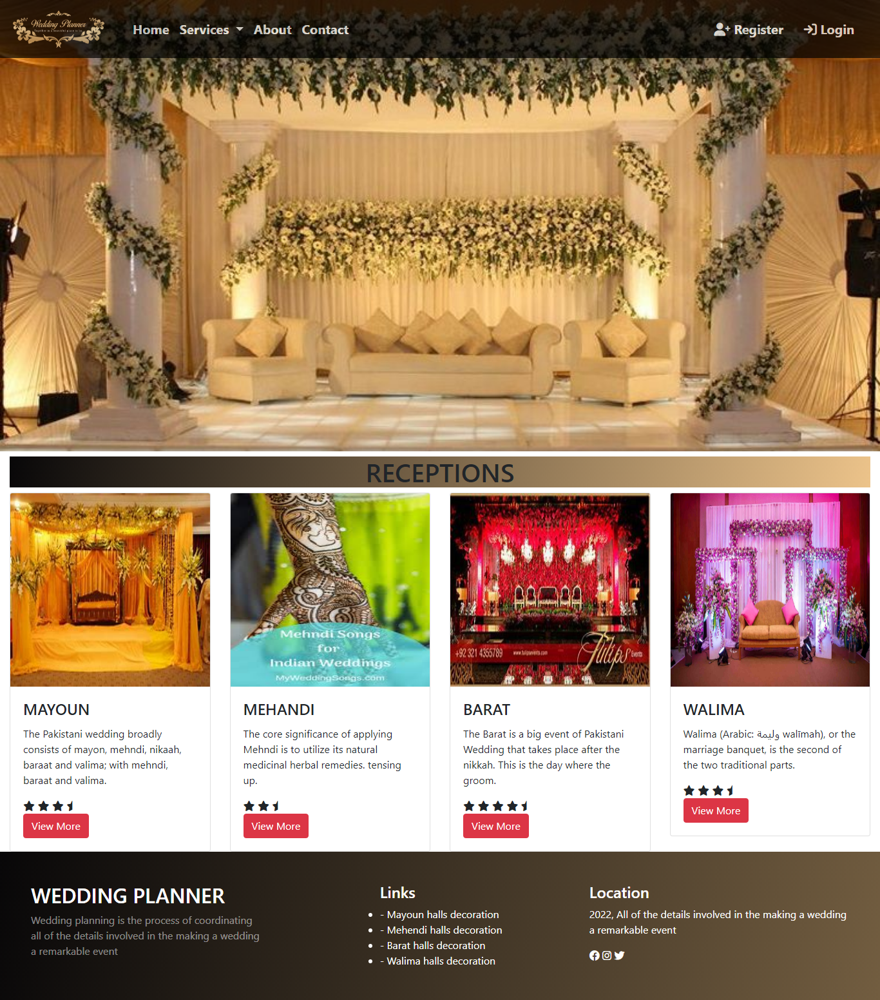 Wedding Planner
Home Services About Contact
Register Login
RECEPTIONS
Mehndi Songs
for
Indian Weddings
MyWeddingSongs.com
+92 321 4355789 www.tulipsevents.com Tulips Events
MAYOUN
The Pakistani wedding broadly
consists of mayon, mehndi, nikaah,
baraat and valima; with mehndi,
baraat and valima.
View More
MEHANDI
The core significance of applying
Mehndi is to utilize its natural
medicinal herbal remedies. tensing
up.
View More
BARAT
The Barat is a big event of Pakistani
Wedding that takes place after the
nikkah. This is the day where the
groom.
View More
WALIMA
Walima (Arabic: وليمة walīmah), or the
marriage banquet, is the second of
the two traditional parts.
View More
WEDDING PLANNER
Wedding planning is the process of coordinating
all of the details involved in the making a wedding
a remarkable event
Links
- Mayoun halls decoration
- Mehendi halls decoration
- Barat halls decoration
- Walima halls decoration
Location
2022, All of the details involved in the making a wedding
a remarkable event